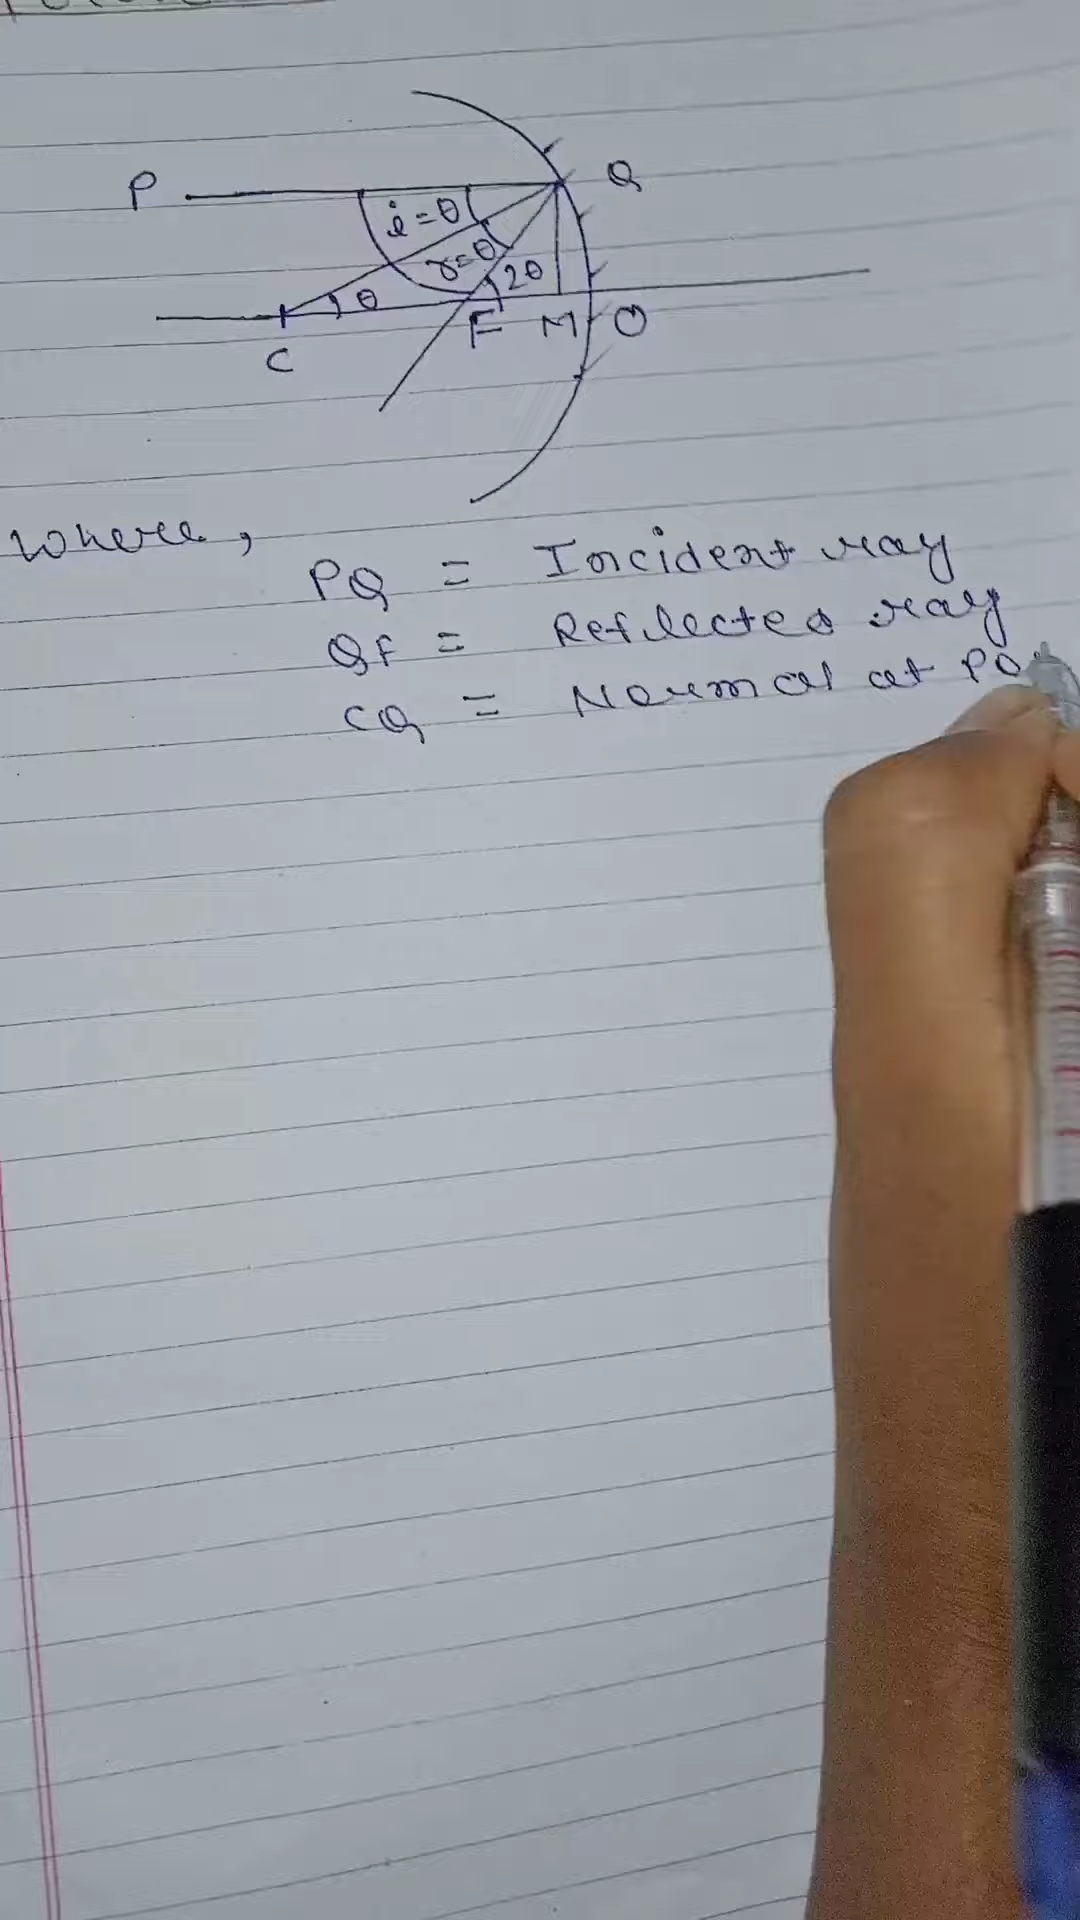 P Q
i = θ
r = θ
2θ
θ
F M O
C
where,
PQ = Incident ray
QF = Reflected ray
CQ = Normal at PO